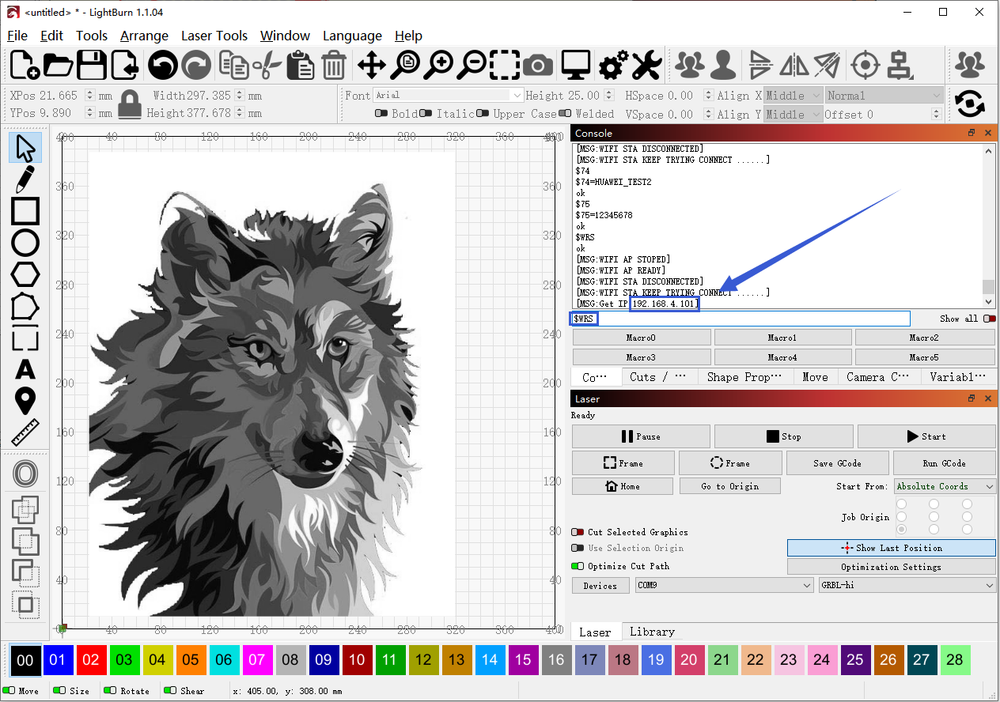 <untitled> * - LightBurn 1.1.04
File Edit Tools Arrange Laser Tools Window Language Help
XPos 21.665 mm Width 297.385 mm Font Arial Height 25.00 HSpace 0.00 Align X Middle Normal
YPos 9.890 mm Height 377.678 mm Bold Italic Upper Case Welded VSpace 0.00 Align Y Middle Offset 0
400 40 80 120 160 200 240 280 320 360 400 400
360 360
320 320
280 280
240 240
200 200
160 160
120 120
80 80
40 40
0 40 80 120 160 200 240 280 320 360 400 0
Console
[MSG:WIFI STA DISCONNECTED]
[MSG:WIFI STA KEEP TRYING CONNECT ......]
$74
$74=HUAWEI_TEST2
ok
$75
$75=12345678
ok
$WRS
ok
[MSG:WIFI AP STOPED]
[MSG:WIFI AP READY]
[MSG:WIFI STA DISCONNECTED]
[MSG:WIFI STA KEEP TRYING CONNECT ......]
[MSG:Get IP 192.168.4.101]
$WRS Show all
Macro0 Macro1 Macro2
Macro3 Macro4 Macro5
Co... Cuts / ... Shape Prop... Move Camera C... Variabl...
Laser
Ready
Pause Stop Start
Frame Frame Save GCode Run GCode
Home Go to Origin Start From: Absolute Coords
Job Origin
Cut Selected Graphics
Use Selection Origin Show Last Position
Optimize Cut Path Optimization Settings
Devices COM9 GRBL-hi
Laser Library
00 01 02 03 04 05 06 07 08 09 10 11 12 13 14 15 16 17 18 19 20 21 22 23 24 25 26 27 28
Move Size Rotate Shear x: 405.00, y: 308.00 mm